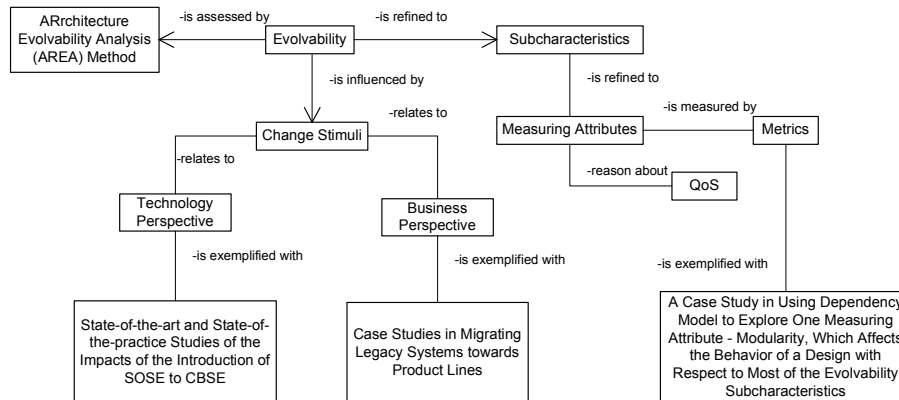 ARrchitecture
Evolvability Analysis
(AREA) Method
-is assessed by
Evolvability
-is refined to
Subcharacteristics
-is influenced by
-is refined to
Change Stimuli
-relates to
-relates to
Measuring Attributes
-is measured by
Metrics
-reason about
QoS
Technology
Perspective
Business
Perspective
-is exemplified with
-is exemplified with
-is exemplified with
State-of-the-art and State-of-
the-practice Studies of the
Impacts of the Introduction of
SOSE to CBSE
Case Studies in Migrating
Legacy Systems towards
Product Lines
A Case Study in Using Dependency
Model to Explore One Measuring
Attribute - Modularity, Which Affects
the Behavior of a Design with
Respect to Most of the Evolvability
Subcharacteristics